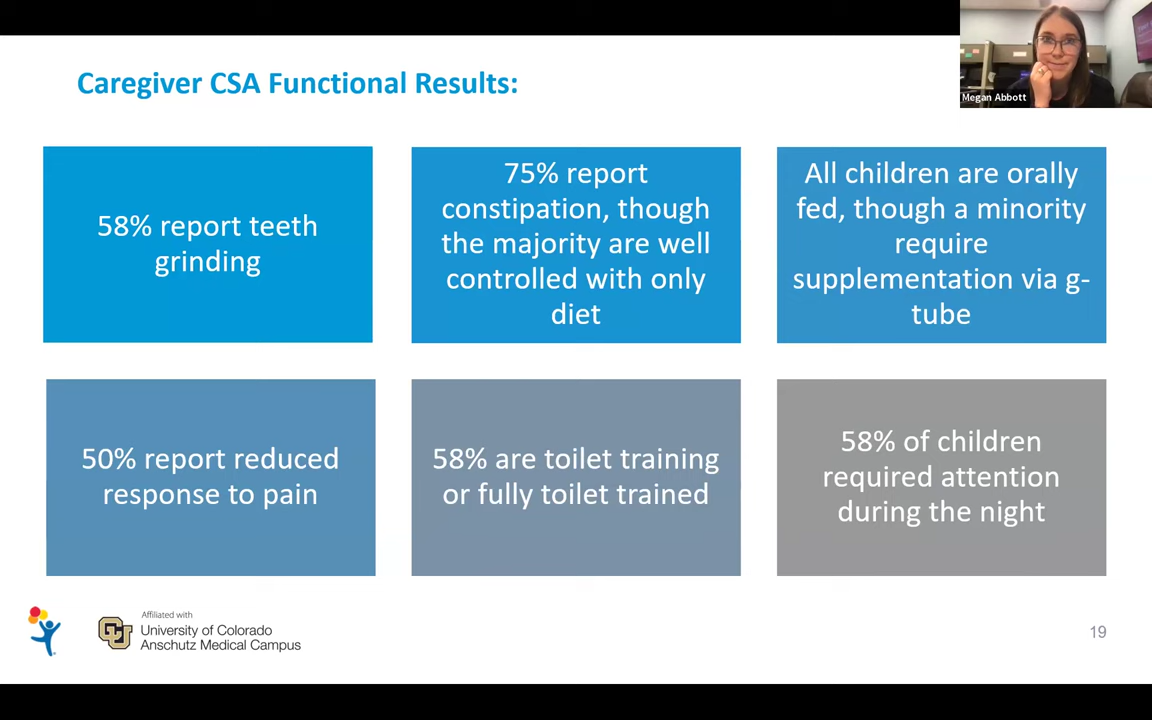 Caregiver CSA Functional Results:
Megan Abbott
58% report teeth
grinding
75% report
constipation, though
the majority are well
controlled with only
diet
All children are orally
fed, though a minority
require
supplementation via g-
tube
50% report reduced
response to pain
58% are toilet training
or fully toilet trained
58% of children
required attention
during the night
Affiliated with
University of Colorado
Anschutz Medical Campus
19